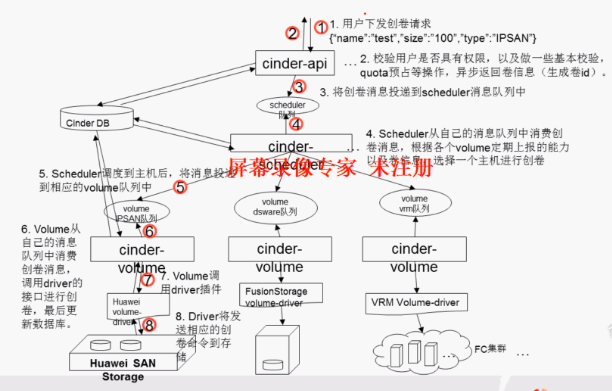 ① 1. 用户下发创卷请求
② {"name":"test","size":"100","type":"IPSAN"}
cinder-api
... 2. 校验用户是否具有权限，以及做一些基本校验，
quota预占等操作，异步返回卷信息（生成卷id）。
③
3. 将创卷消息投递到scheduler消息队列中
scheduler
队列
Cinder DB
④
4. Scheduler从自己的消息队列中消费创
... 卷消息，根据各个volume定期上报的能力
以及卷信息，选择一个主机进行创卷
cinder-
scheduler
屏幕录像专家 未注册
5. Scheduler调度到主机后，将消息投递
到相应的volume队列中
⑤
volume
IPSAN队列
volume
dsware队列
volume
vrm队列
6. Volume从
自己的消息
队列中消费
创卷消息，
调用driver的
接口进行创
卷，最后更
新数据库。
⑥
cinder-
volume
cinder-
volume
cinder-
volume
⑦
7. Volume调
用driver插件
Huawei
volume-
driver
FusionStorage
volume-driver
VRM Volume-driver
⑧
8. Driver将发
送相应的创
卷命令到存
储
Huawei SAN
Storage
... FC集群 ...